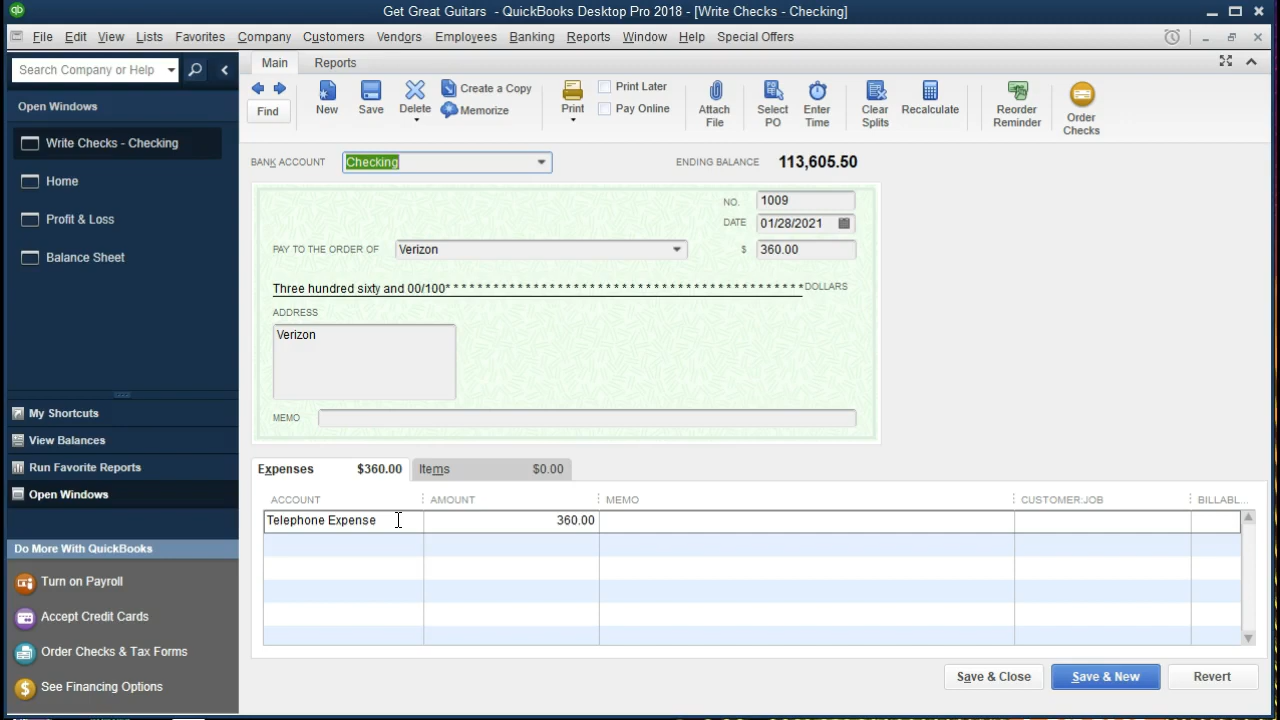 Get Great Guitars - QuickBooks Desktop Pro 2018 - [Write Checks - Checking]
File Edit View Lists Favorites Company Customers Vendors Employees Banking Reports Window Help Special Offers
Search Company or Help
Main Reports
Find
New
Save
Delete
Create a Copy
Memorize
Print
Print Later
Pay Online
Attach File
Select PO
Enter Time
Clear Splits
Recalculate
Reorder Reminder
Order Checks
Open Windows
Write Checks - Checking
Home
Profit & Loss
Balance Sheet
My Shortcuts
View Balances
Run Favorite Reports
Open Windows
Do More With QuickBooks
Turn on Payroll
Accept Credit Cards
Order Checks & Tax Forms
See Financing Options
BANK ACCOUNT Checking ENDING BALANCE 113,605.50
NO. 1009
DATE 01/28/2021
PAY TO THE ORDER OF Verizon $ 360.00
Three hundred sixty and 00/100* * * * * * * * * * * * * * * * * * * * * * * * * * * * * * * * * * * * * * * * * * DOLLARS
ADDRESS
Verizon
MEMO
Expenses $360.00 Items $0.00
ACCOUNT AMOUNT MEMO CUSTOMER:JOB BILLABL...
Telephone Expense 360.00
Save & Close Save & New Revert